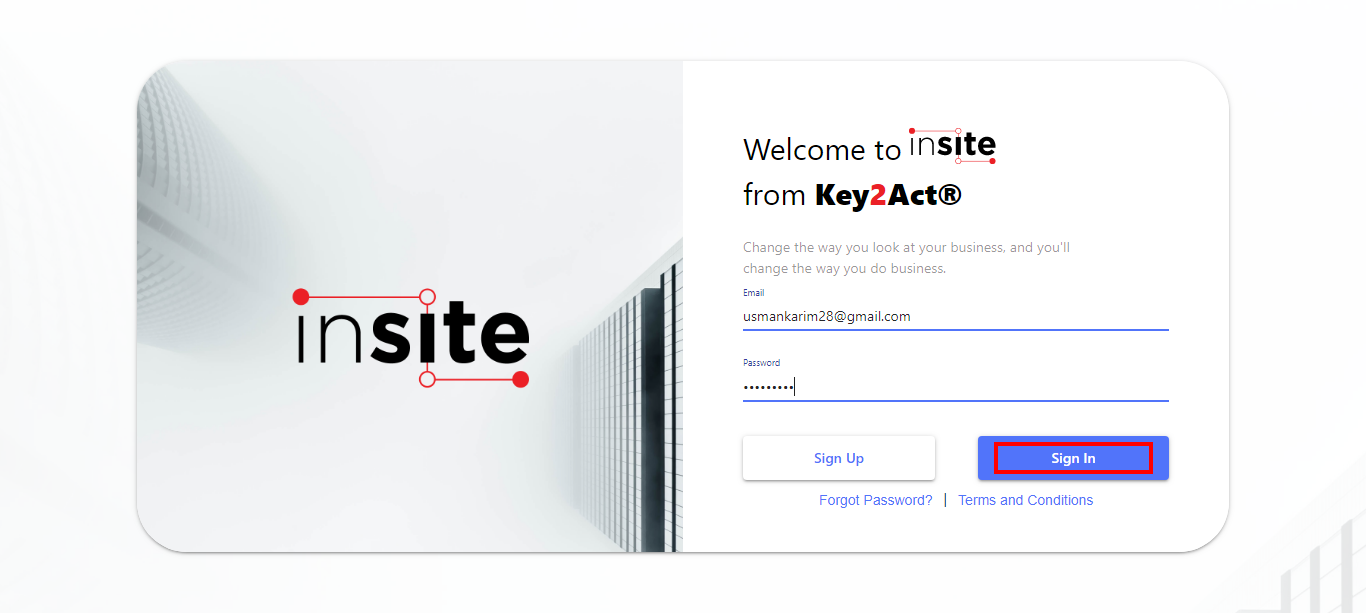 insite
Welcome to insite
from Key2Act®
Change the way you look at your business, and you'll
change the way you do business.
Email
usmankarim28@gmail.com
Password
•••••••••
Sign Up
Sign In
Forgot Password? | Terms and Conditions